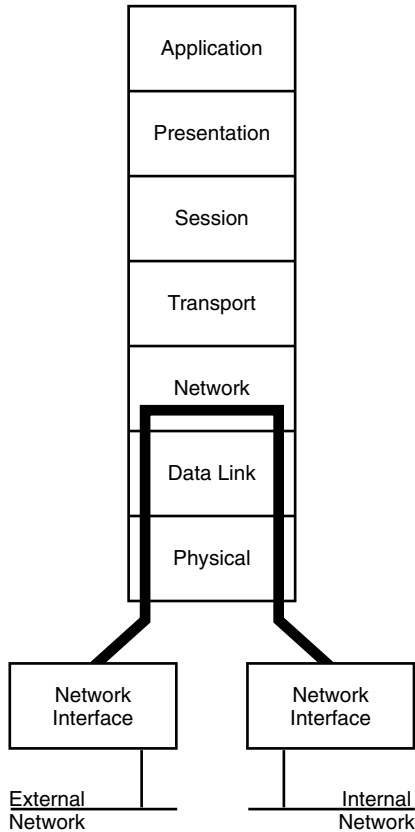 Application
Presentation
Session
Transport
Network
Data Link
Physical
Network
Interface
Network
Interface
External
Network
Internal
Network